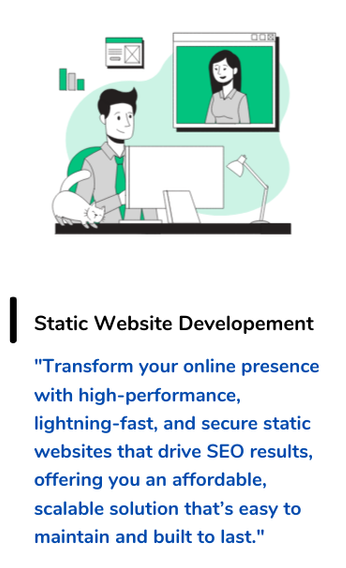 Static Website Developement
"Transform your online presence
with high-performance,
lightning-fast, and secure static
websites that drive SEO results,
offering you an affordable,
scalable solution that’s easy to
maintain and built to last."